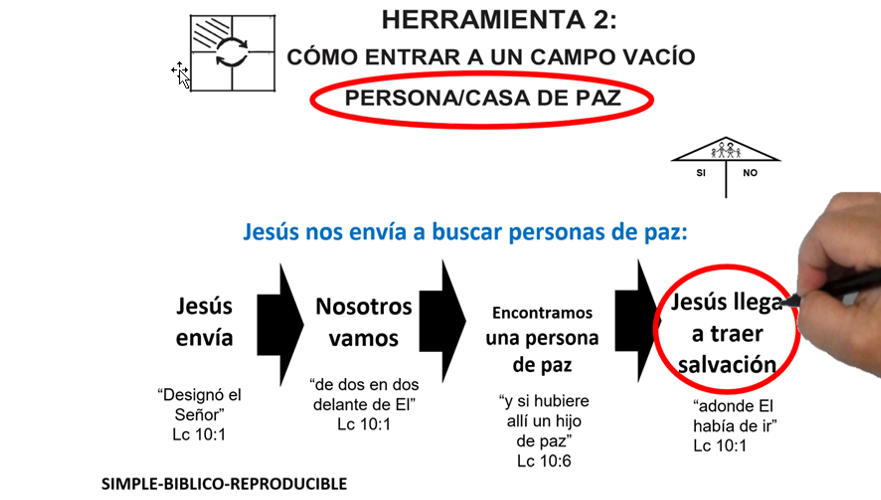 HERRAMIENTA 2:
CÓMO ENTRAR A UN CAMPO VACÍO
PERSONA/CASA DE PAZ
SI
NO
Jesús nos envía a buscar personas de paz:
Jesús
envía
“Designó el
Señor”
Lc 10:1
Nosotros
vamos
“de dos en dos
delante de El”
Lc 10:1
Encontramos
una persona
de paz
“y si hubiere
allí un hijo
de paz”
Lc 10:6
Jesús llega
a traer
salvación
“adonde El
había de ir”
Lc 10:1
SIMPLE-BIBLICO-REPRODUCIBLE